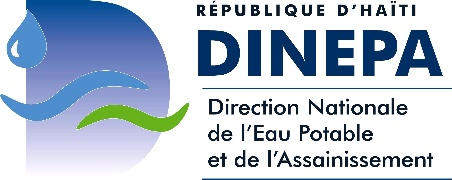 RÉPUBLIQUE D'HAÏTI
DINEPA
Direction Nationale
de l'Eau Potable
et de l'Assainissement